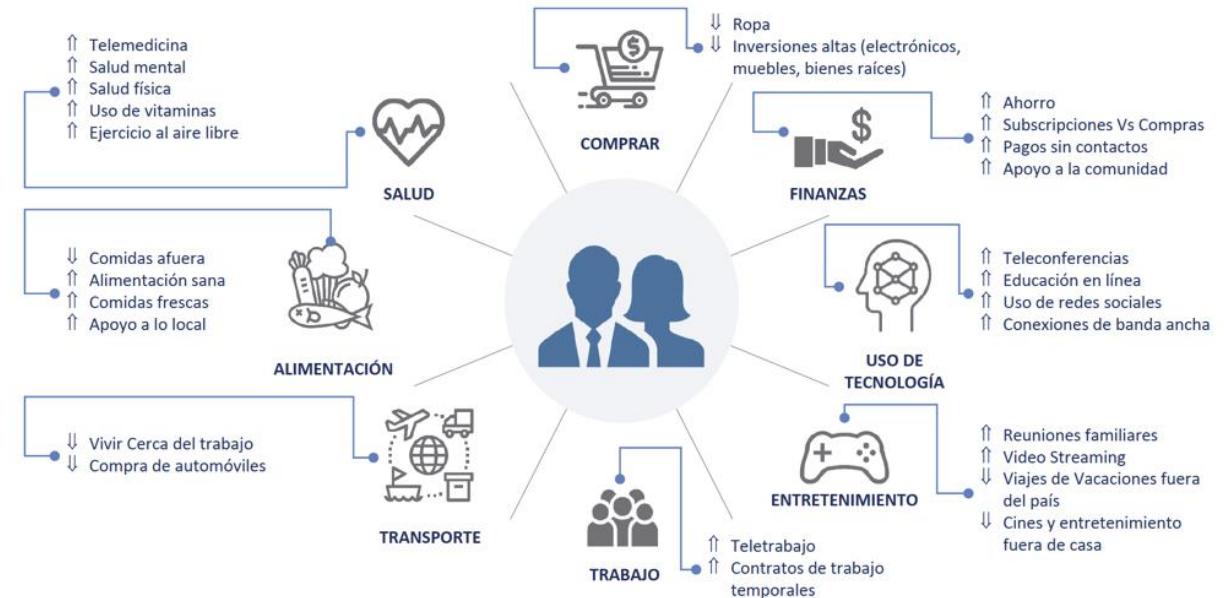 ⇑ Telemedicina
⇑ Salud mental
⇑ Salud física
⇑ Uso de vitaminas
⇑ Ejercicio al aire libre
SALUD
$
COMPRAR
⇓ Ropa
⇓ Inversiones altas (electrónicos,
muebles, bienes raíces)
$
FINANZAS
⇑ Ahorro
⇑ Subscripciones Vs Compras
⇑ Pagos sin contactos
⇑ Apoyo a la comunidad
⇓ Comidas afuera
⇑ Alimentación sana
⇑ Comidas frescas
⇑ Apoyo a lo local
ALIMENTACIÓN
USO DE
TECNOLOGÍA
⇑ Teleconferencias
⇑ Educación en línea
⇑ Uso de redes sociales
⇑ Conexiones de banda ancha
⇓ Vivir Cerca del trabajo
⇓ Compra de automóviles
TRANSPORTE
TRABAJO
⇑ Teletrabajo
⇑ Contratos de trabajo
temporales
ENTRETENIMIENTO
⇑ Reuniones familiares
⇑ Video Streaming
⇓ Viajes de Vacaciones fuera
del país
⇓ Cines y entretenimiento
fuera de casa